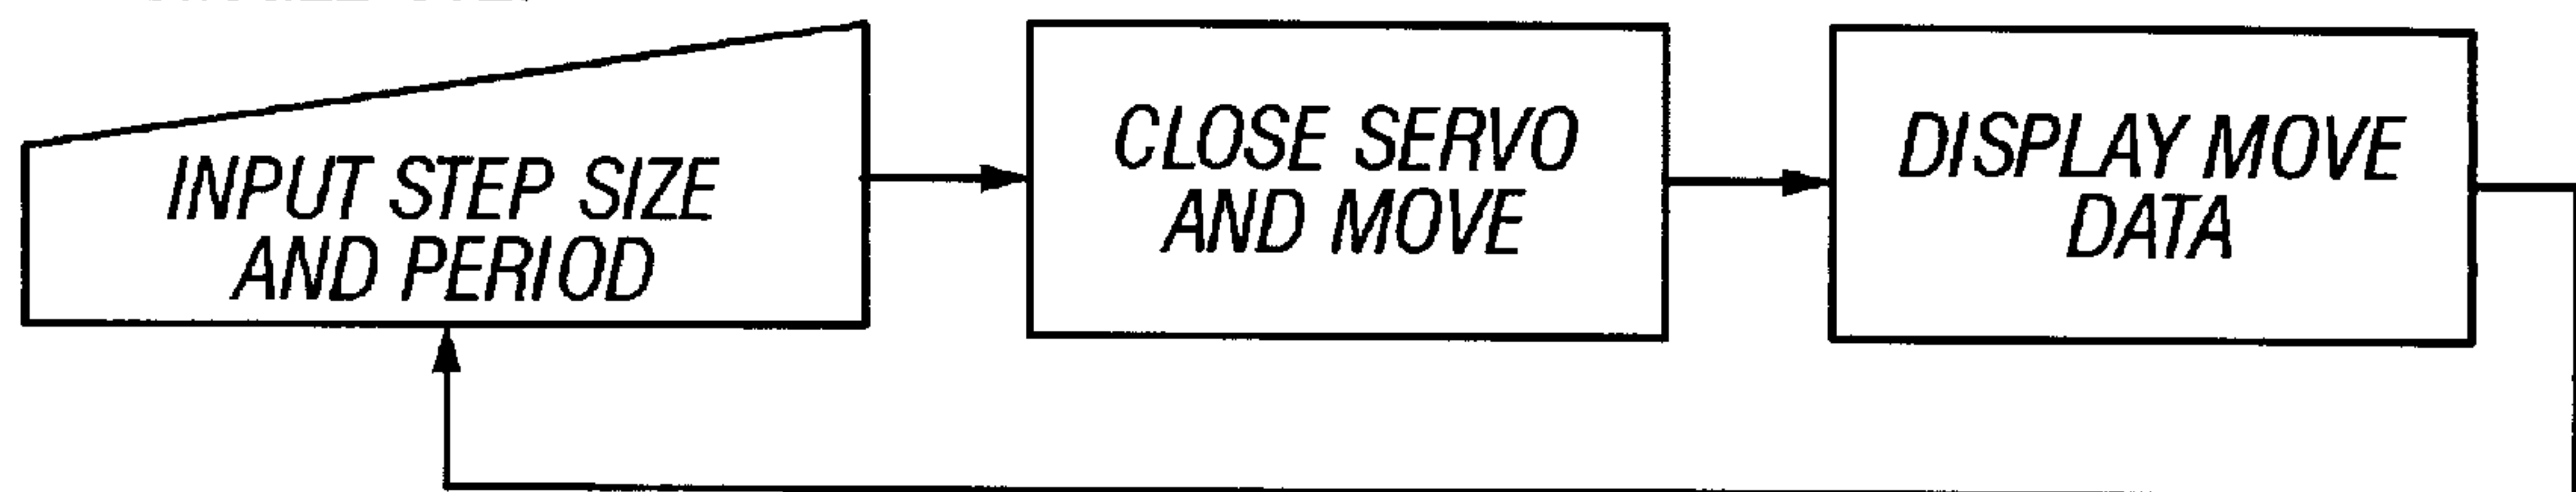 INPUT STEP SIZE
AND PERIOD
CLOSE SERVO
AND MOVE
DISPLAY MOVE
DATA